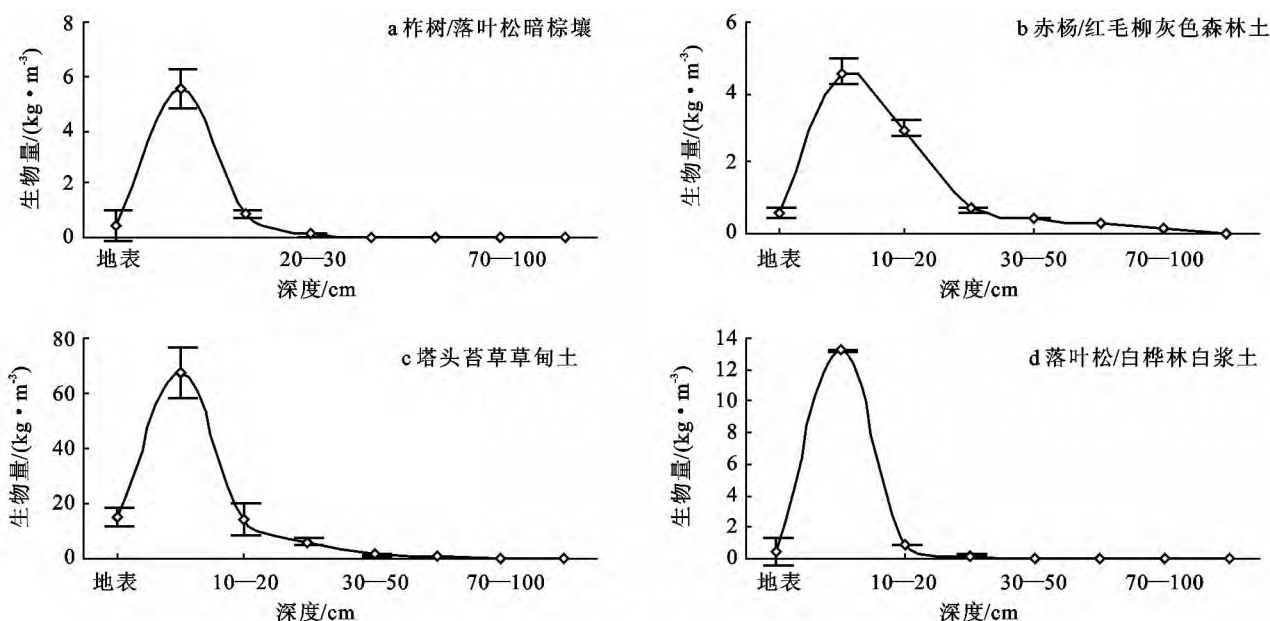 a 柞树/落叶松暗棕壤
生物量/(kg·m⁻³)
8
6
4
2
0
地表
20—30
70—100
深度/cm
b 赤杨/红毛柳灰色森林土
生物量/(kg·m⁻³)
6
4
2
0
地表
10—20
30—50
70—100
深度/cm
c 塔头苔草草甸土
生物量/(kg·m⁻³)
80
60
40
20
0
地表
10—20
30—50
70—100
深度/cm
d 落叶松/白桦林白浆土
生物量/(kg·m⁻³)
14
12
10
8
6
4
2
0
地表
10—20
30—50
70—100
深度/cm